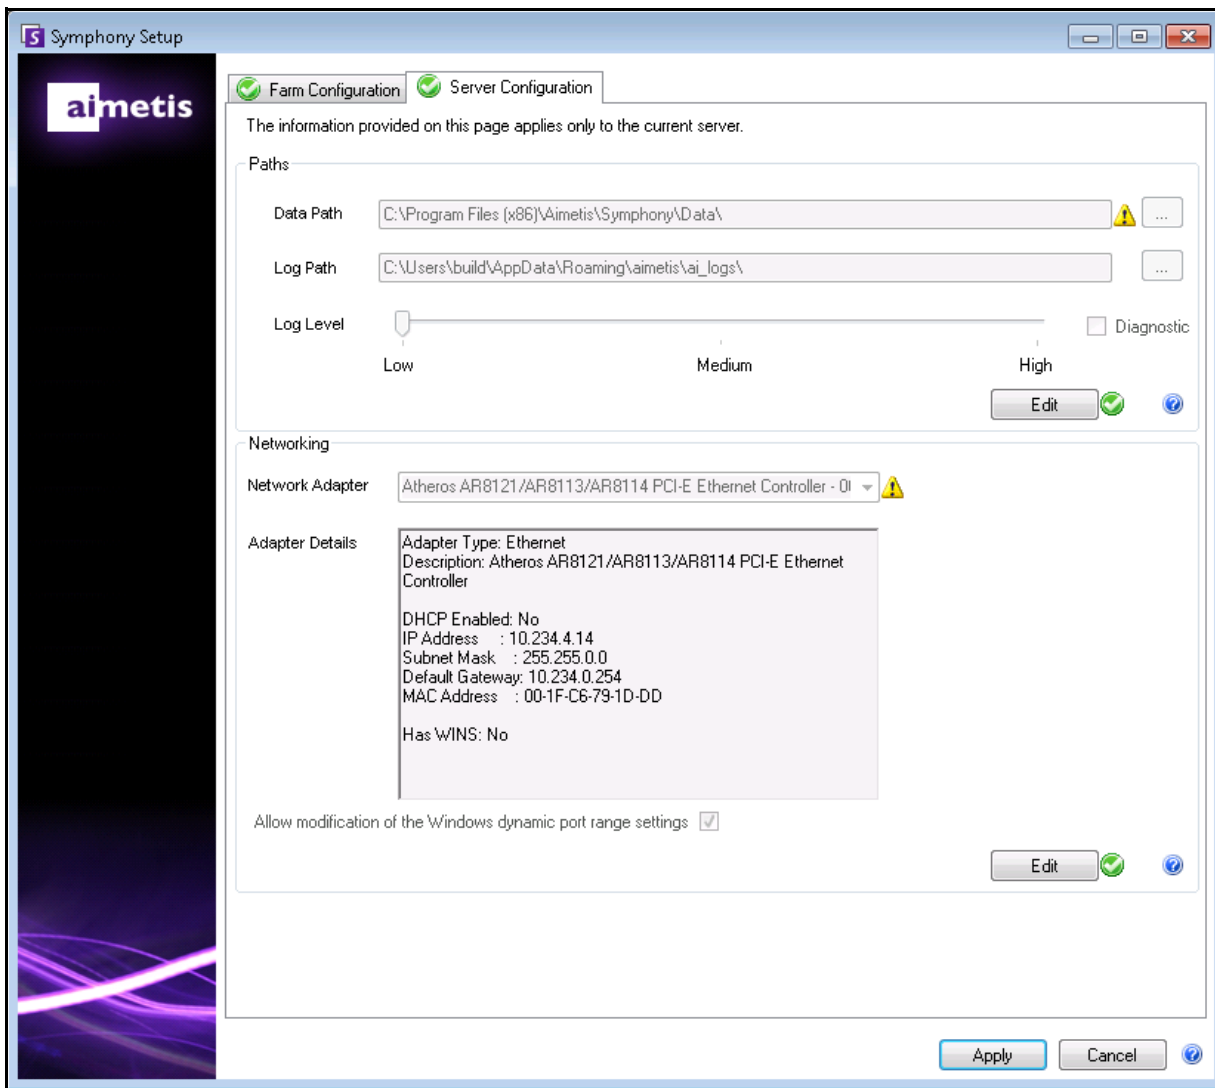 Symphony Setup
aimetis
Farm Configuration
Server Configuration
The information provided on this page applies only to the current server.
Paths
Data Path
C:\Program Files (x86)\Aimetis\Symphony\Data\
...
Log Path
C:\Users\build\AppData\Roaming\aimetis\ai_logs\
...
Log Level
Diagnostic
Low
Medium
High
Edit
Networking
Network Adapter
Atheros AR8121/AR8113/AR8114 PCI-E Ethernet Controller -
Adapter Details
Adapter Type: Ethernet
Description: Atheros AR8121/AR8113/AR8114 PCI-E Ethernet
Controller
DHCP Enabled: No
IP Address : 10.234.4.14
Subnet Mask : 255.255.0.0
Default Gateway: 10.234.0.254
MAC Address : 00-1F-C6-79-1D-DD
Has WINS: No
Allow modification of the Windows dynamic port range settings
Edit
Apply
Cancel